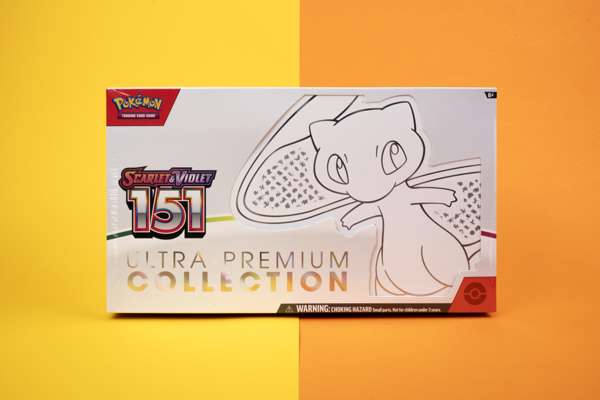 POKéMON
TRADING CARD GAME
6+
SCARLET & VIOLET
151
ULTRA-PREMIUM
COLLECTION
WARNING: CHOKING HAZARD Small parts. Not for children under 3 years.